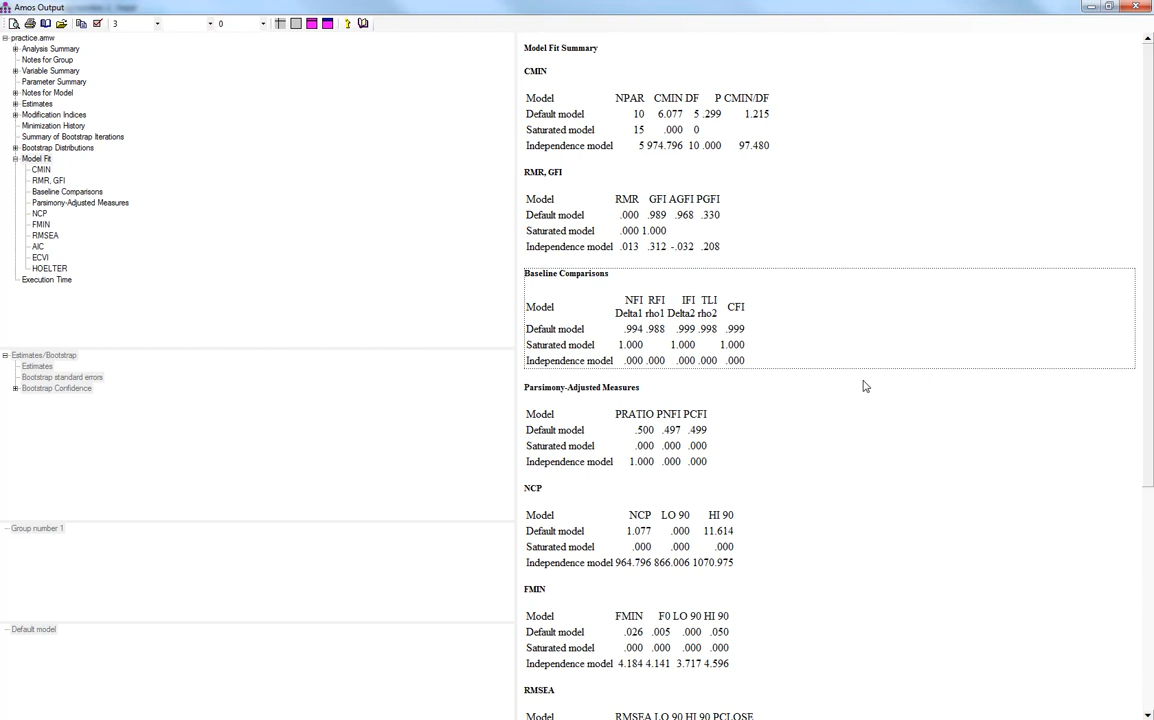 Amos Output
3
0
practice.amw
Analysis Summary
Notes for Group
Variable Summary
Parameter Summary
Notes for Model
Estimates
Modification Indices
Minimization History
Summary of Bootstrap Iterations
Bootstrap Distributions
Model Fit
CMIN
RMR, GFI
Baseline Comparisons
Parsimony-Adjusted Measures
NCP
FMIN
RMSEA
AIC
ECVI
HOELTER
Execution Time
Estimates/Bootstrap
Estimates
Bootstrap standard errors
Bootstrap Confidence
Group number 1
Default model
Model Fit Summary
CMIN
Model NPAR CMIN DF P CMIN/DF
Default model 10 6.077 5 .299 1.215
Saturated model 15 .000 0
Independence model 5 974.796 10 .000 97.480
RMR, GFI
Model RMR GFI AGFI PGFI
Default model .000 .989 .968 .330
Saturated model .000 1.000
Independence model .013 .312 -.032 .208
Baseline Comparisons
Model NFI RFI IFI TLI CFI
Delta1 rho1 Delta2 rho2
Default model .994 .988 .999 .998 .999
Saturated model 1.000 1.000 1.000
Independence model .000 .000 .000 .000 .000
Parsimony-Adjusted Measures
Model PRATIO PNFI PCFI
Default model .500 .497 .499
Saturated model .000 .000 .000
Independence model 1.000 .000 .000
NCP
Model NCP LO 90 HI 90
Default model 1.077 .000 11.614
Saturated model .000 .000 .000
Independence model 964.796 866.006 1070.975
FMIN
Model FMIN F0 LO 90 HI 90
Default model .026 .005 .000 .050
Saturated model .000 .000 .000 .000
Independence model 4.184 4.141 3.717 4.596
RMSEA
Model RMSEA LO 90 HI 90 PCLOSE